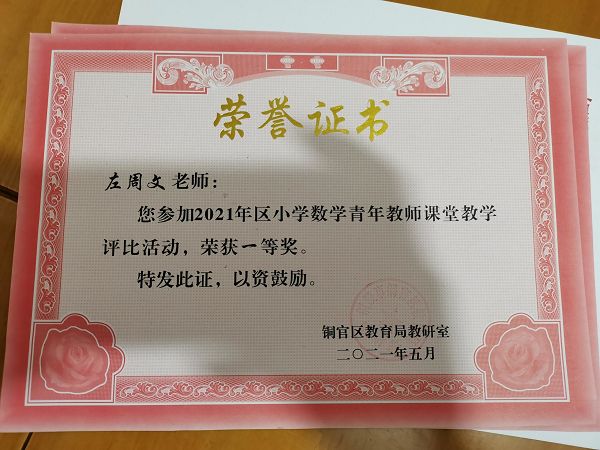 荣誉证书
左周文老师：
您参加2021年区小学数学青年教师课堂教学
评比活动，荣获一等奖。
特发此证，以资鼓励。
铜官区教育局教研室
二〇二一年五月